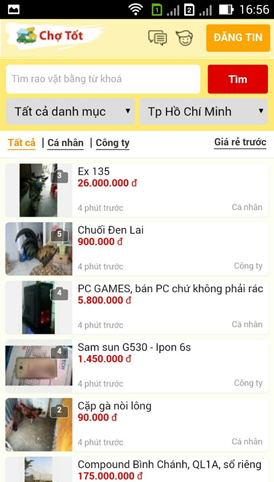 16:56
Chợ Tốt
ĐĂNG TIN
Tìm rao vặt bằng từ khoá
Tìm
Tất cả danh mục
Tp Hồ Chí Minh
Tất cả | Cá nhân | Công ty
Giá rẻ trước
3
Ex 135
26.000.000 đ
4 phút trước
Cá nhân
5
Chuối Đen Lai
900.000 đ
4 phút trước
Công ty
4
PC GAMES, bán PC chứ không phải rác
5.800.000 đ
4 phút trước
Cá nhân
4
Sam sun G530 - Ipon 6s
1.450.000 đ
4 phút trước
Công ty
2
Cặp gà nòi lông
90.000 đ
4 phút trước
Cá nhân
Compound Bình Chánh, QL1A, sổ riêng
175.000.000 đ